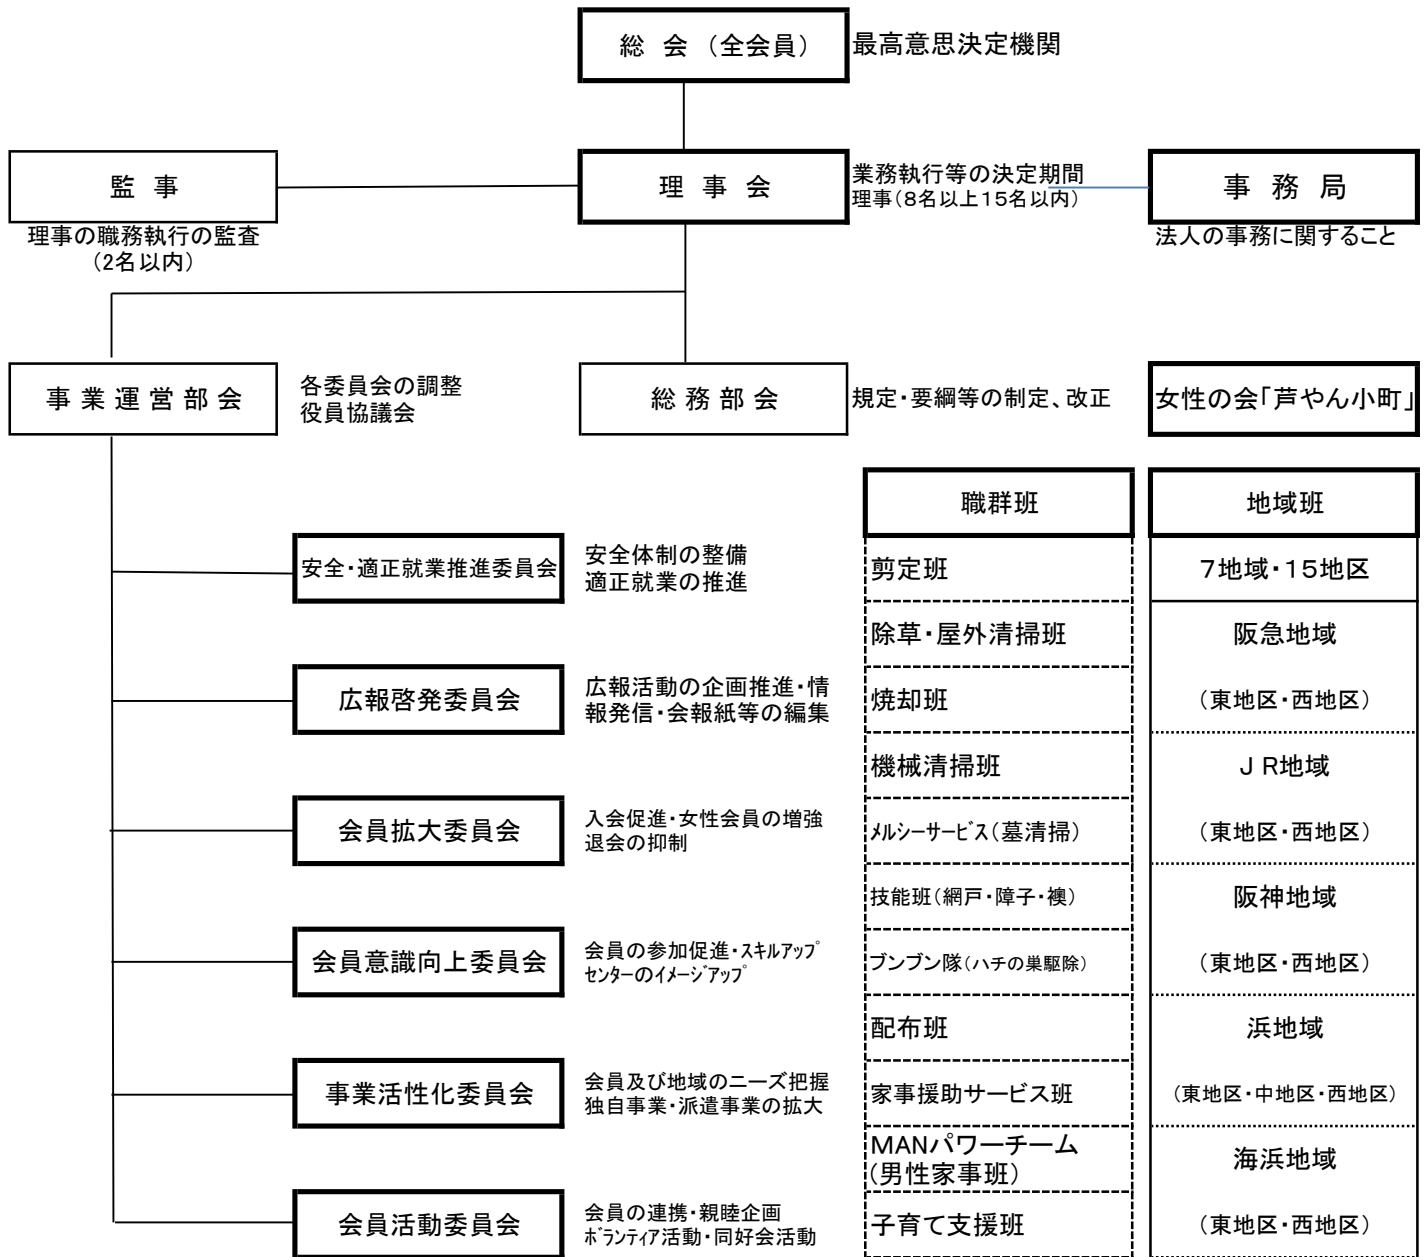 総 会 (全会員)
最高意思決定機関
監 事
理事の職務執行の監査
(2名以内)
理 事 会
業務執行等の決定期間
理事(8名以上15名以内)
事 務 局
法人の事務に関すること
事 業 運 営 部 会
各委員会の調整
役員協議会
総 務 部 会
規定・要綱等の制定、改正
女性の会「芦やん小町」
安全・適正就業推進委員会
安全体制の整備
適正就業の推進
広報啓発委員会
広報活動の企画推進・情
報発信・会報紙等の編集
会員拡大委員会
入会促進・女性会員の増強
退会の抑制
会員意識向上委員会
会員の参加促進・スキルアップ
センターのイメージアップ
事業活性化委員会
会員及び地域のニーズ把握
独自事業・派遣事業の拡大
会員活動委員会
会員の連携・親睦企画
ボランティア活動・同好会活動
職群班
剪定班
除草・屋外清掃班
焼却班
機械清掃班
メルシーサービス(墓清掃)
技能班(網戸・障子・襖)
ブンブン隊(ハチの巣駆除)
配布班
家事援助サービス班
MANパワーチーム
(男性家事班)
子育て支援班
地域班
7地域・15地区
阪急地域
(東地区・西地区)
JR地域
(東地区・西地区)
阪神地域
(東地区・西地区)
浜地域
(東地区・中地区・西地区)
海浜地域
(東地区・西地区)